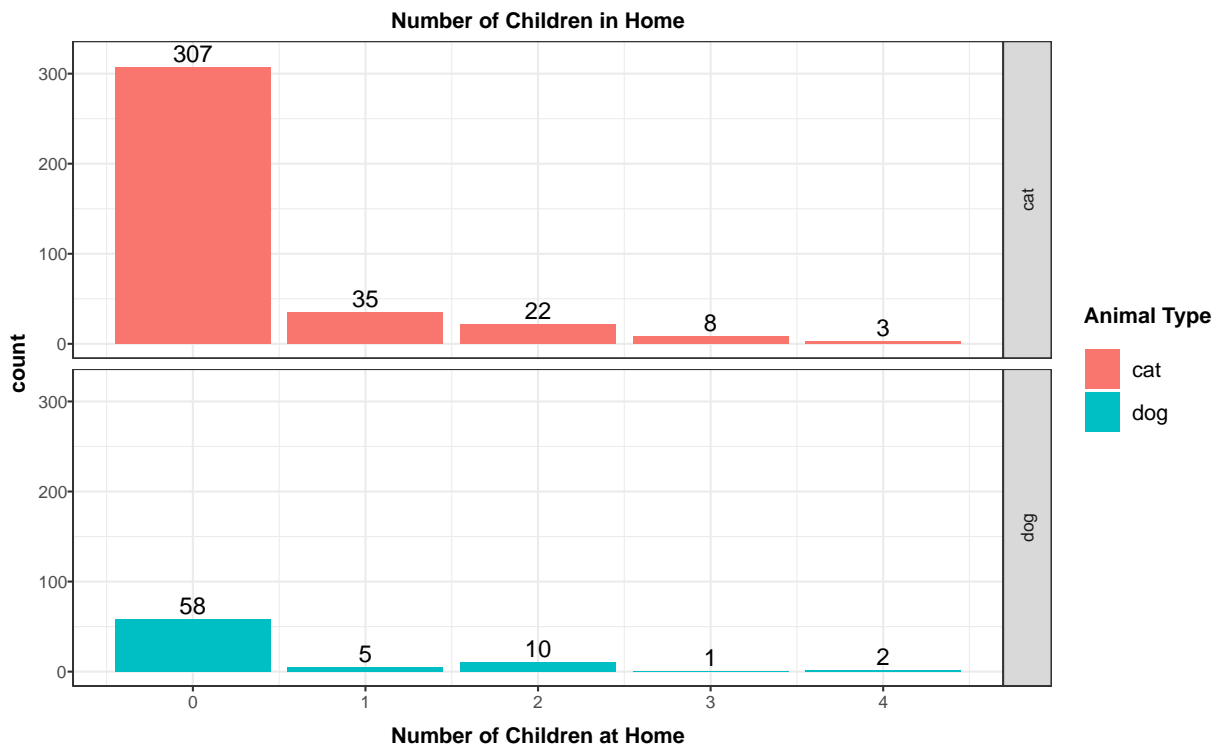 Number of Children in Home
307
35
22
8
3
300
200
100
0
cat
count
58
5
10
1
2
300
200
100
0
dog
0 1 2 3 4
Number of Children at Home
Animal Type
cat
dog